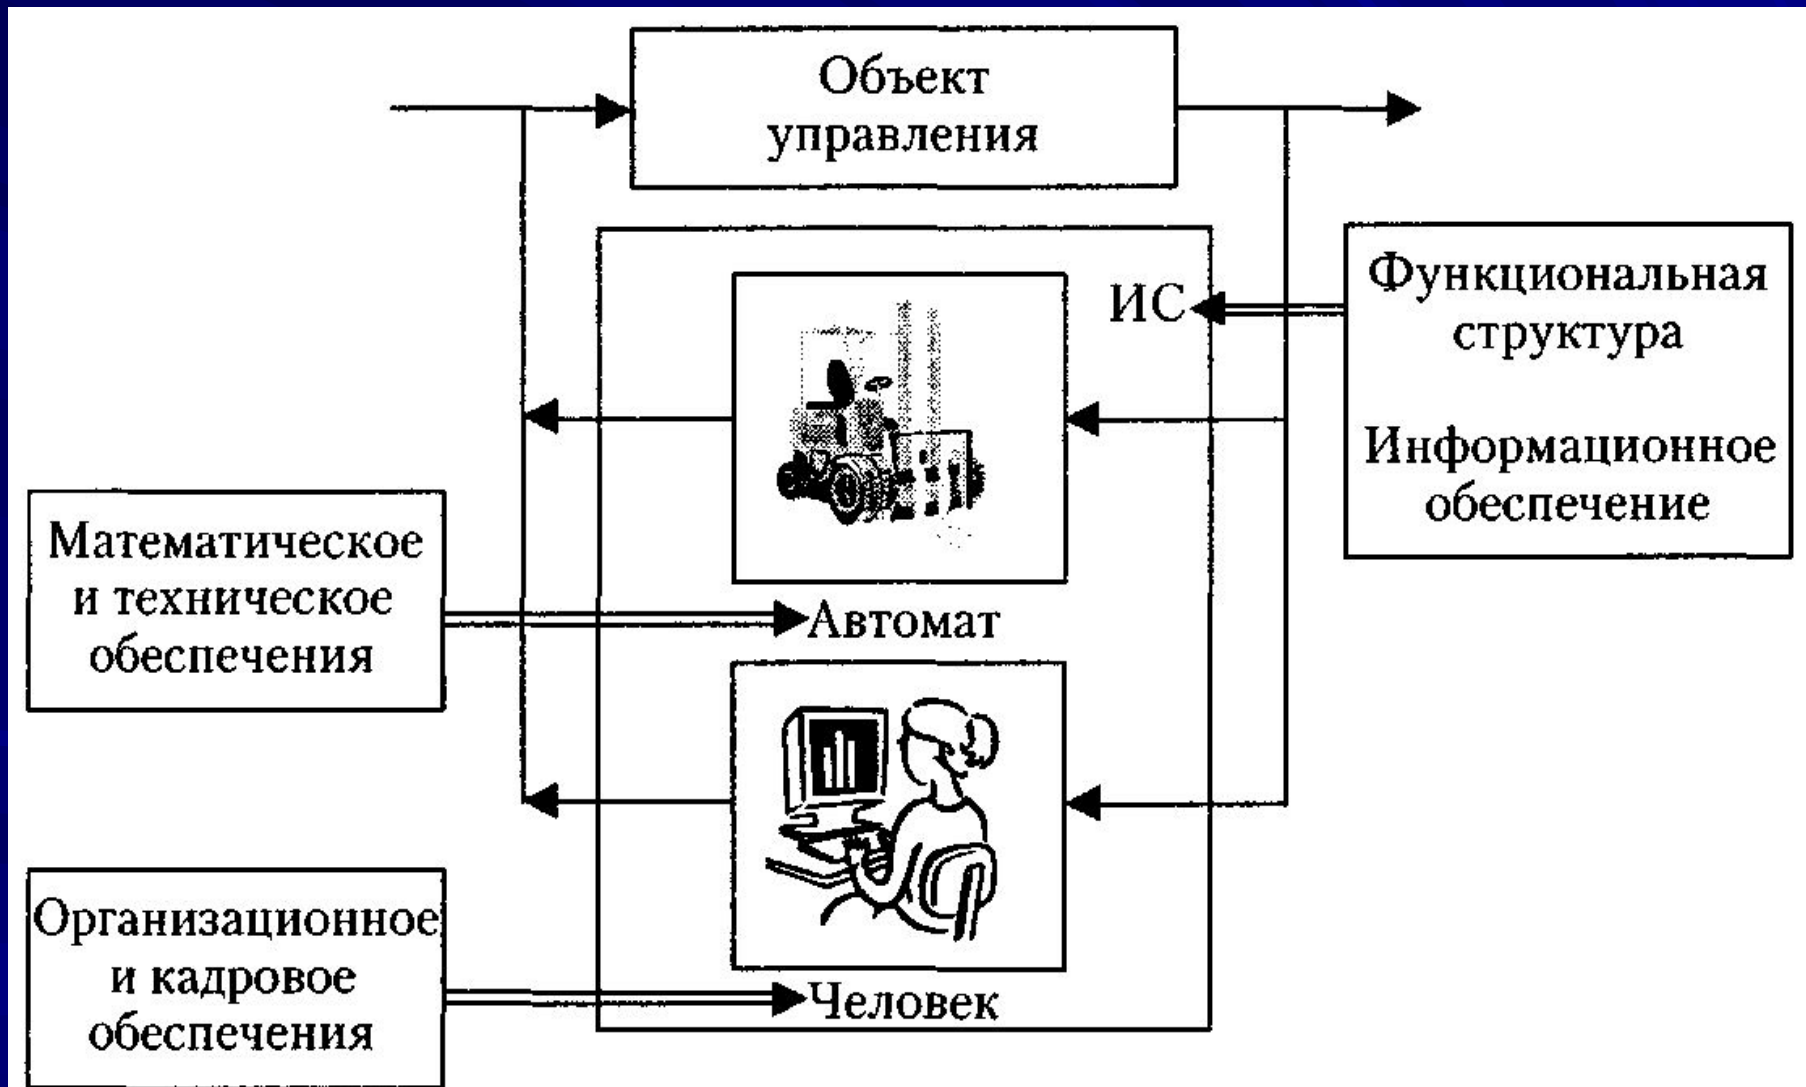 Объект
управления
ИС
Функциональная
структура
Информационное
обеспечение
Математическое
и техническое
обеспечения
Автомат
Организационное
и кадровое
обеспечения
Человек